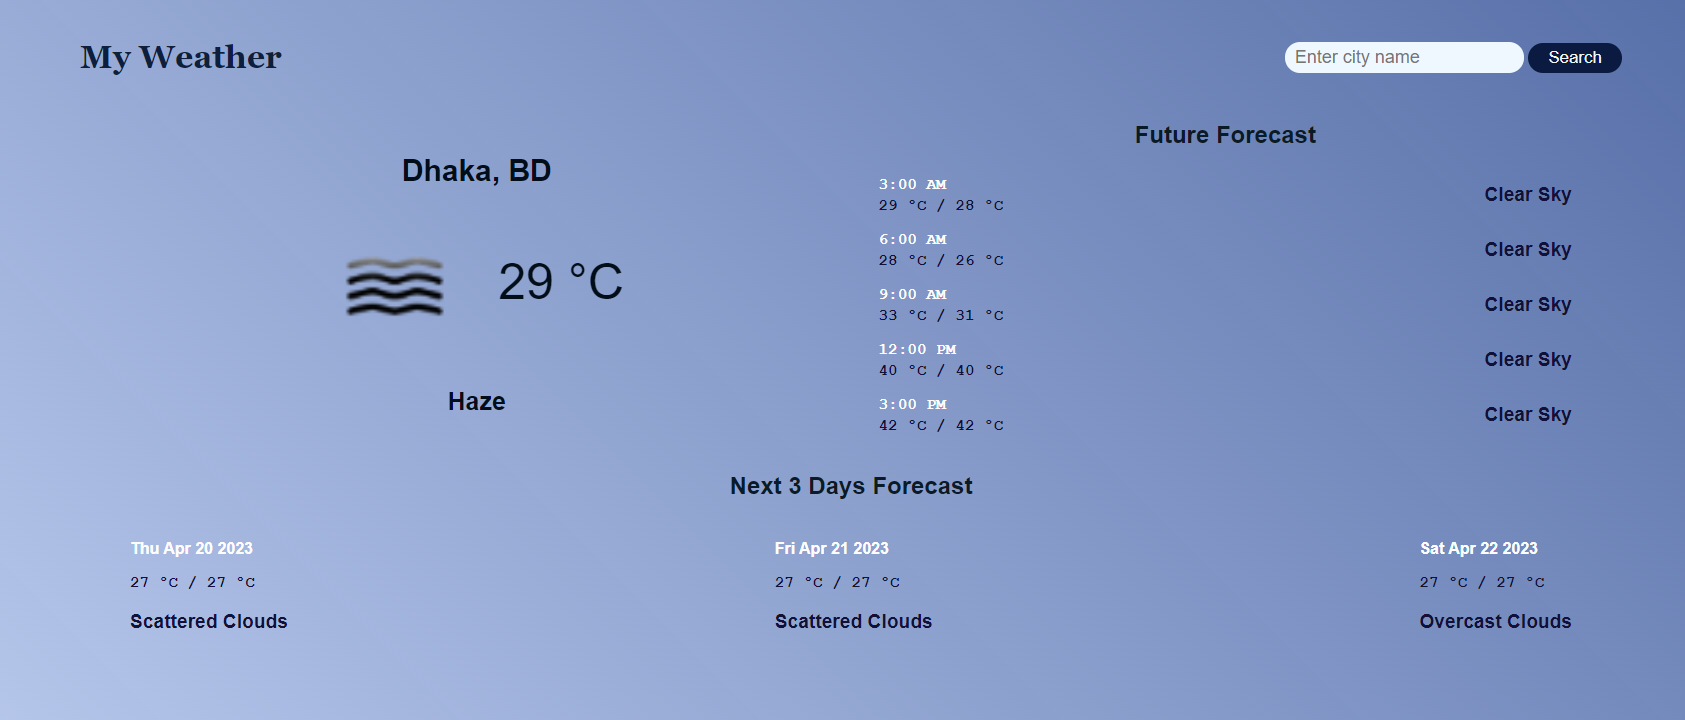 My Weather
Enter city name
Search
Dhaka, BD
29 °C
Haze
Future Forecast
3:00 AM
29 °C / 28 °C
Clear Sky
6:00 AM
28 °C / 26 °C
Clear Sky
9:00 AM
33 °C / 31 °C
Clear Sky
12:00 PM
40 °C / 40 °C
Clear Sky
3:00 PM
42 °C / 42 °C
Clear Sky
Next 3 Days Forecast
Thu Apr 20 2023
27 °C / 27 °C
Scattered Clouds
Fri Apr 21 2023
27 °C / 27 °C
Scattered Clouds
Sat Apr 22 2023
27 °C / 27 °C
Overcast Clouds